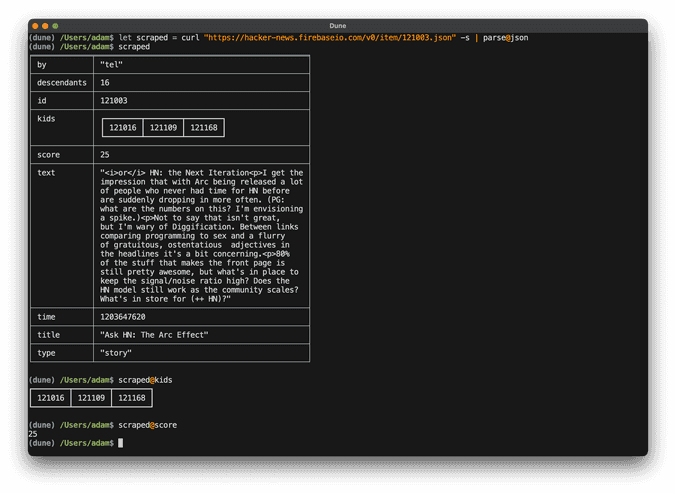 Dune
(dune) /Users/adam$ let scraped = curl "https://hacker-news.firebaseio.com/v0/item/121003.json" -s | parse@json
(dune) /Users/adam$ scraped
by "tel"
descendants 16
id 121003
kids 121016 121109 121168
score 25
text "<i>or</i> HN: the Next Iteration<p>I get the
impression that with Arc being released a lot
of people who never had time for HN before
are suddenly dropping in more often. (PG:
what are the numbers on this? I'm envisioning
a spike.)<p>Not to say that isn't great,
but I'm wary of Diggification. Between links
comparing programming to sex and a flurry
of gratuitous, ostentatious  adjectives in
the headlines it's a bit concerning.<p>80%
of the stuff that makes the front page is
still pretty awesome, but what's in place to
keep the signal/noise ratio high? Does the
HN model still work as the community scales?
What's in store for (++ HN)?"
time 1203647620
title "Ask HN: The Arc Effect"
type "story"
(dune) /Users/adam$ scraped@kids
121016 121109 121168
(dune) /Users/adam$ scraped@score
25
(dune) /Users/adam$